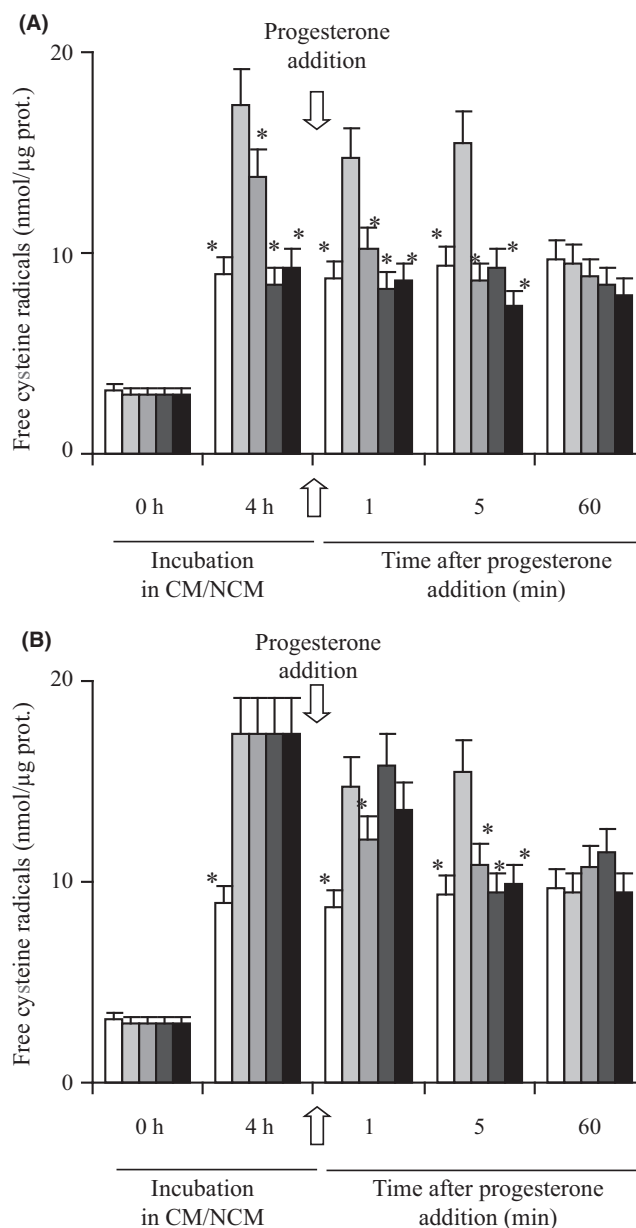 (A)
Progesterone
addition
20
10
0
Free cysteine radicals (nmol/µg prot.)
*
* * * *
* * * *
* * * *
0 h 4 h 1 5 60
Incubation
in CM/NCM
Time after progesterone
addition (min)
(B)
Progesterone
addition
20
10
0
Free cysteine radicals (nmol/µg prot.)
*
* *
* * * *
0 h 4 h 1 5 60
Incubation
in CM/NCM
Time after progesterone
addition (min)